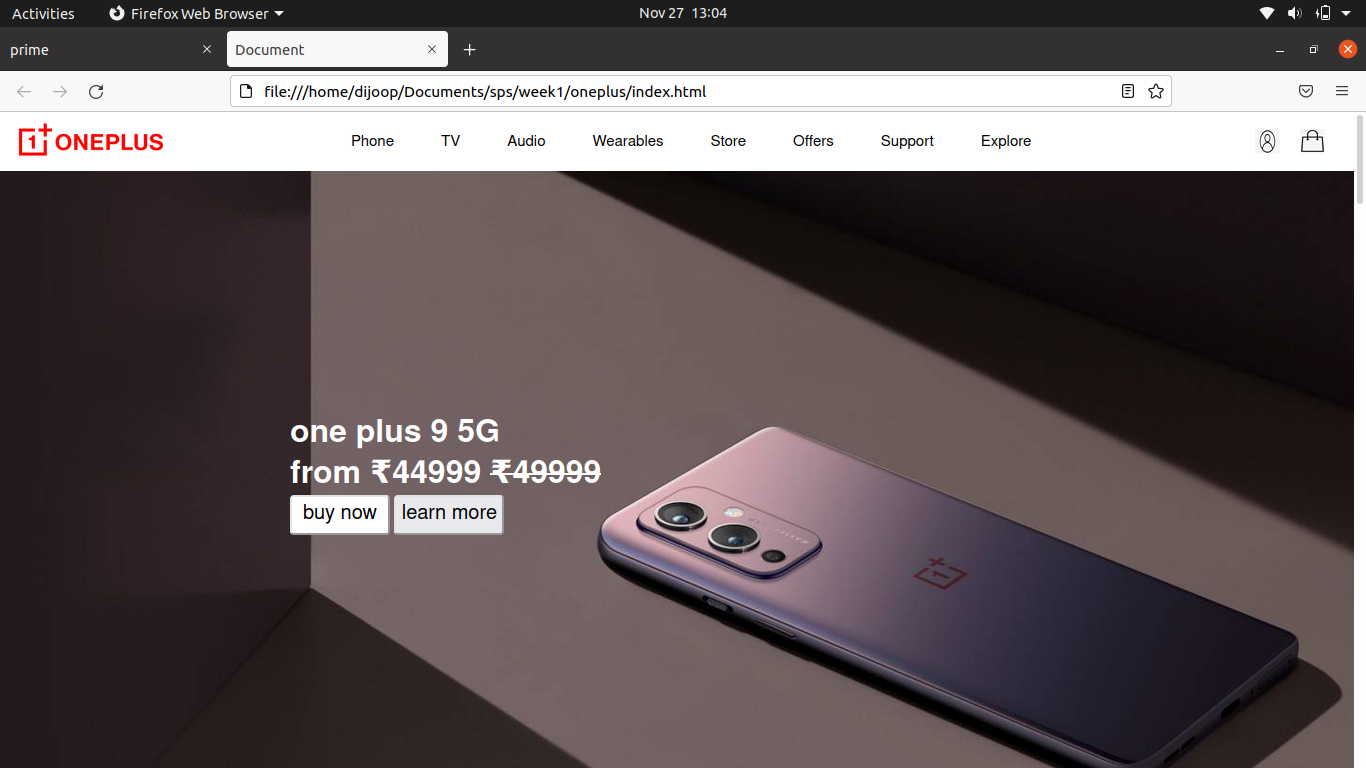 Activities Firefox Web Browser Nov 27 13:04
prime Document
file:///home/dijoop/Documents/sps/week1/oneplus/index.html
1+ ONEPLUS Phone TV Audio Wearables Store Offers Support Explore
one plus 9 5G
from ₹44999 ₹49999
buy now learn more